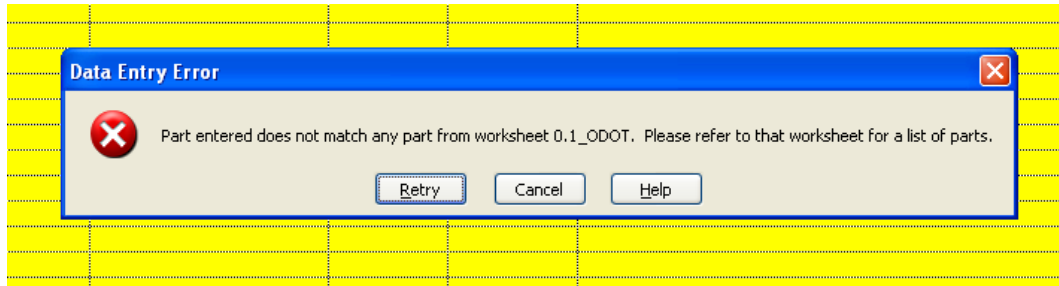 Data Entry Error
Part entered does not match any part from worksheet 0.1_ODOT.  Please refer to that worksheet for a list of parts.
Retry Cancel Help